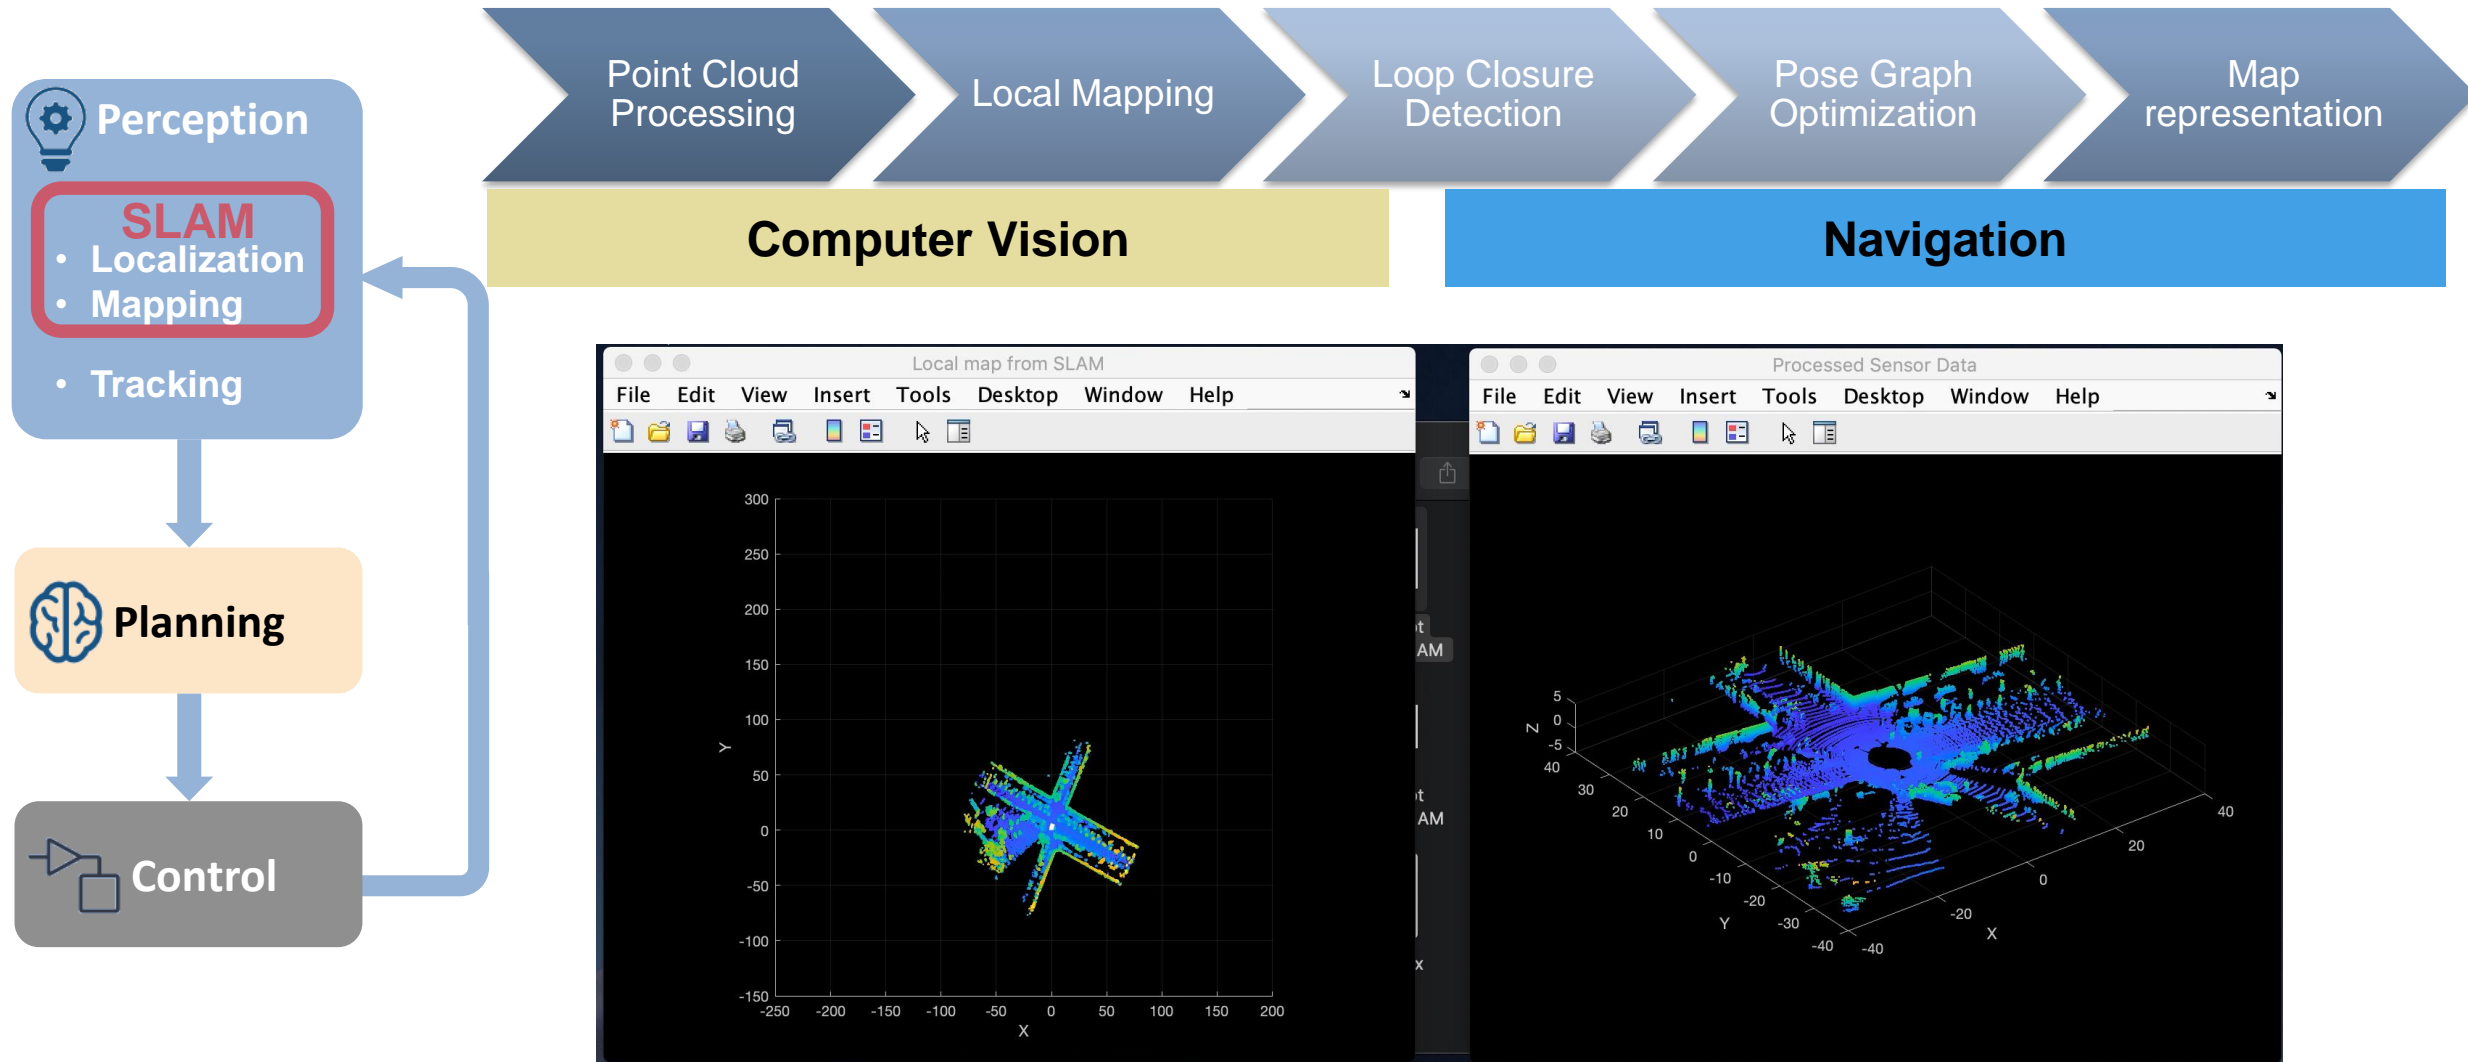 Point Cloud
Processing
Local Mapping
Loop Closure
Detection
Pose Graph
Optimization
Map
representation
Perception
SLAM
• Localization
• Mapping
• Tracking
Planning
Control
Computer Vision
Navigation
Local map from SLAM
File Edit View Insert Tools Desktop Window Help
300
250
200
150
100
50
0
-50
-100
-150
Y
-250 -200 -150 -100 -50 0 50 100 150 200
X
t
AM
t
AM
x
Processed Sensor Data
File Edit View Insert Tools Desktop Window Help
5
0
-5
Z
40
30
20
10
0
-10
-20
-30
-40
Y
-40
-20
0
20
40
X